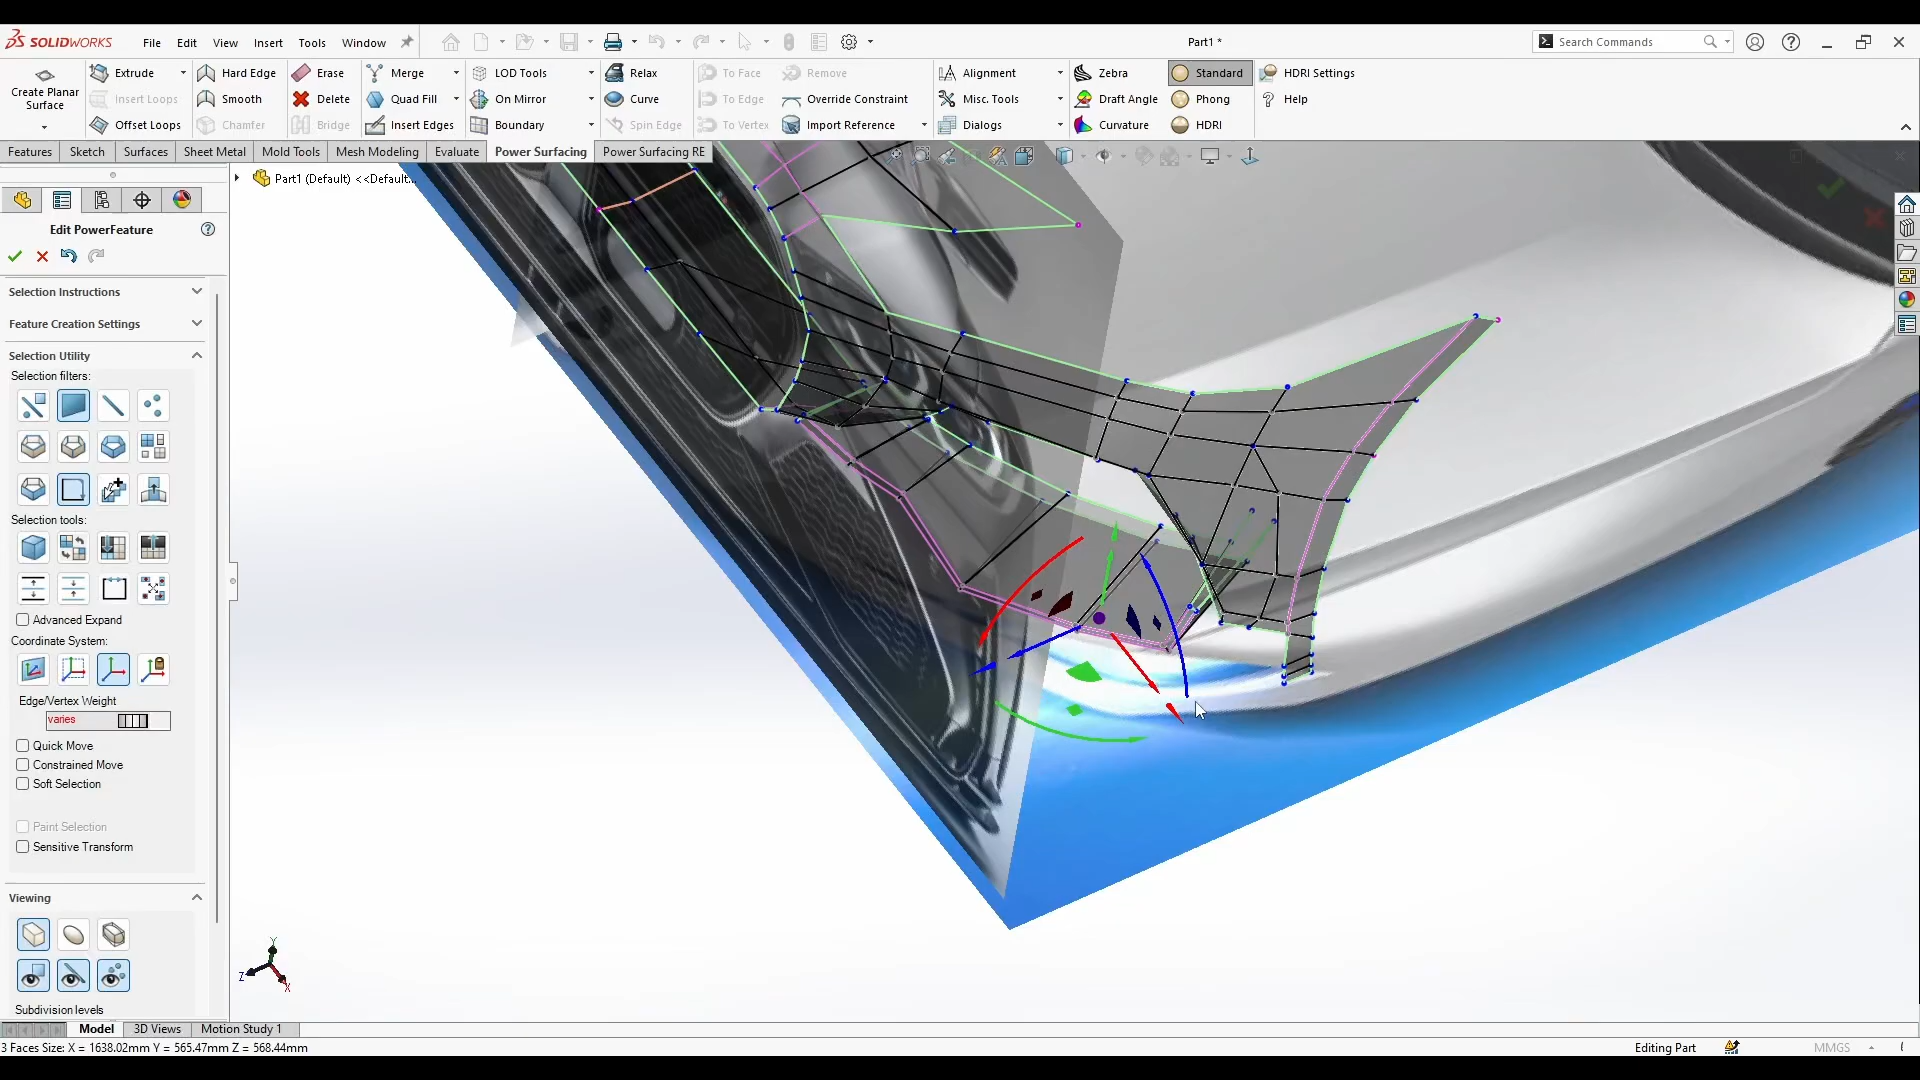 SOLIDWORKS File Edit View Insert Tools Window Part1 * Search Commands
Create Planar Surface
Extrude Hard Edge Erase Merge LOD Tools Relax To Face Remove Alignment Zebra Standard HDRI Settings
Insert Loops Smooth Delete Quad Fill On Mirror Curve To Edge Override Constraint Misc. Tools Draft Angle Phong Help
Offset Loops Chamfer Bridge Insert Edges Boundary Spin Edge To Vertex Import Reference Dialogs Curvature HDRI
Features Sketch Surfaces Sheet Metal Mold Tools Mesh Modeling Evaluate Power Surfacing Power Surfacing RE
Part1 (Default) <<Default...
Edit PowerFeature
Selection Instructions
Feature Creation Settings
Selection Utility
Selection filters:
Selection tools:
Advanced Expand
Coordinate System:
Edge/Vertex Weight
varies
Quick Move
Constrained Move
Soft Selection
Paint Selection
Sensitive Transform
Viewing
Subdivision levels
Y
Z
X
Model 3D Views Motion Study 1
3 Faces Size: X = 1638.02mm Y = 565.47mm Z = 568.44mm Editing Part MMGS